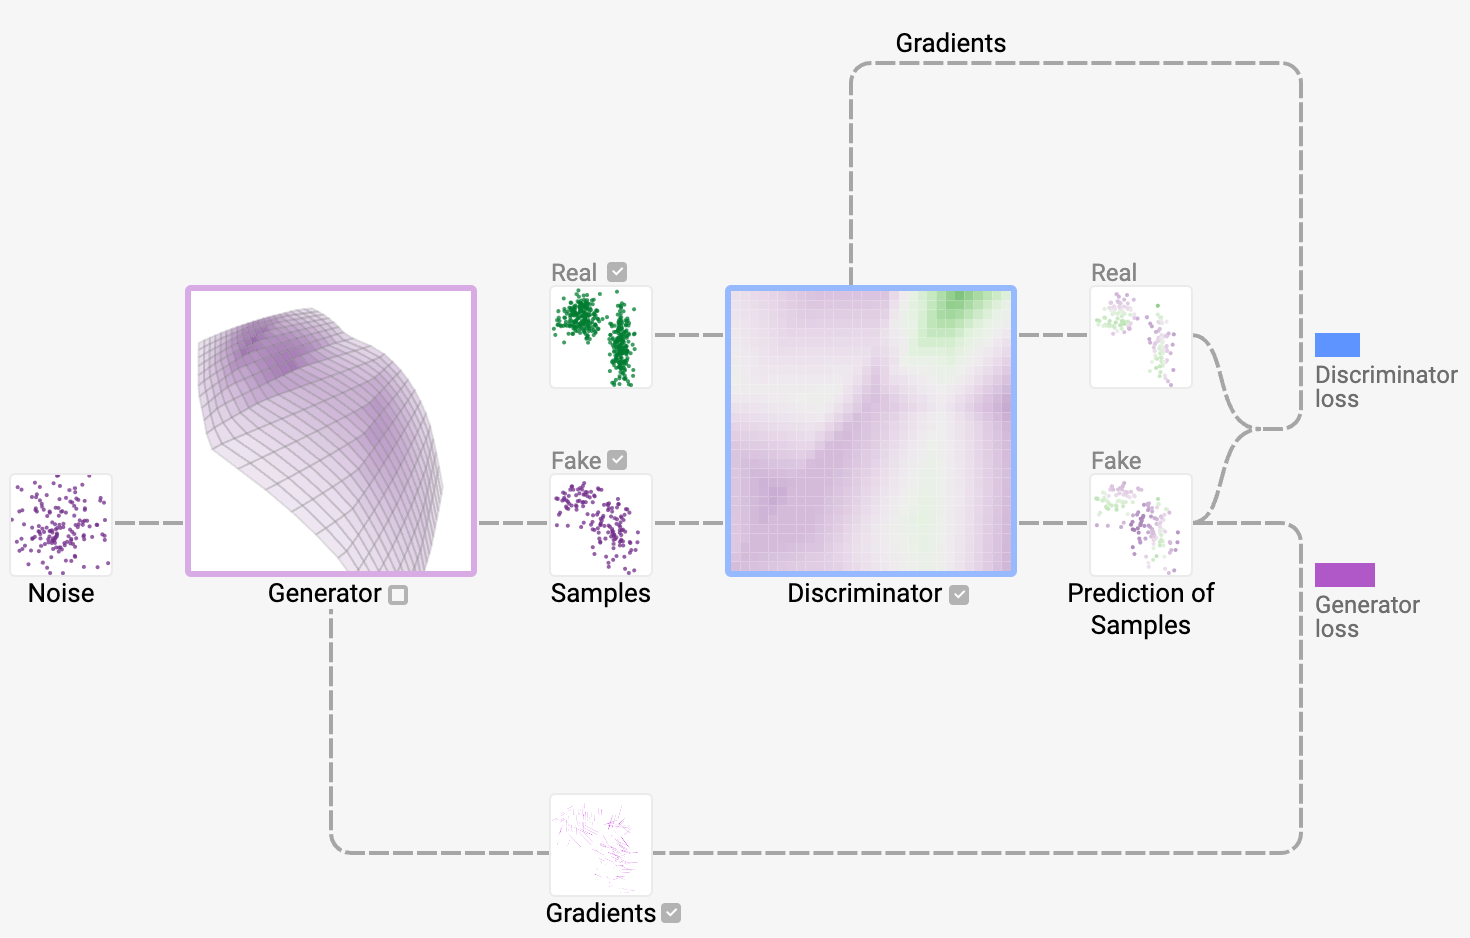 Gradients
Real
Real
Discriminator
loss
Fake
Fake
Noise
Generator
Samples
Discriminator
Prediction of
Samples
Generator
loss
Gradients